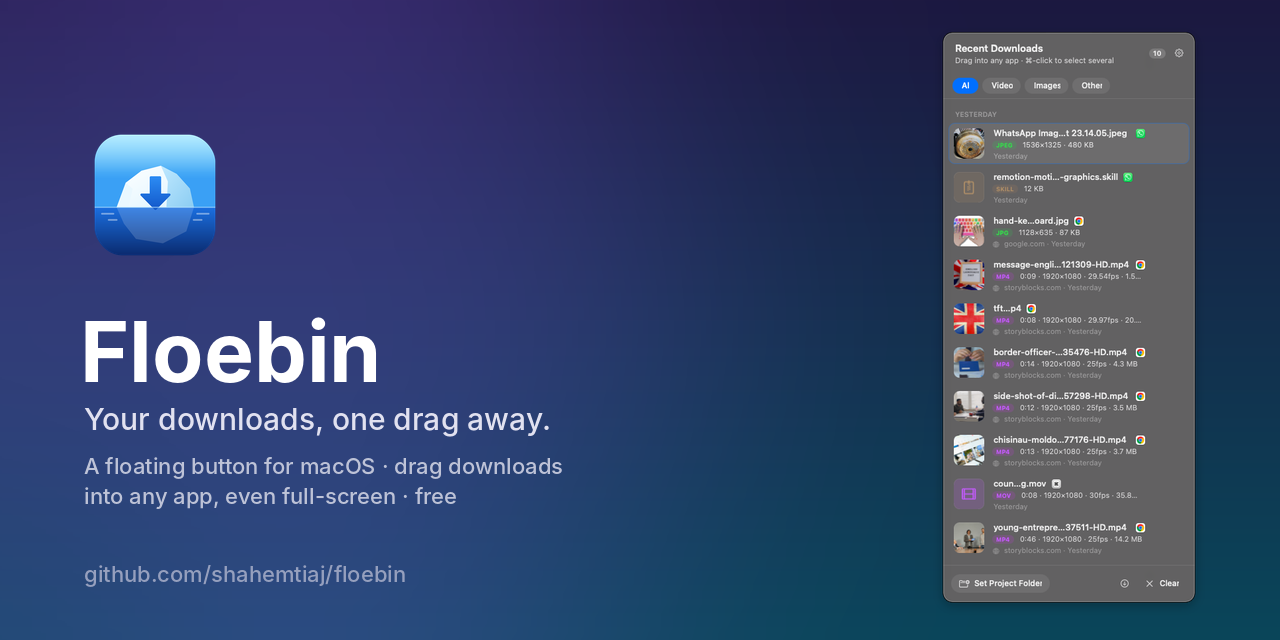 Floebin
Your downloads, one drag away.
A floating button for macOS · drag downloads
into any app, even full-screen · free
github.com/shahemtiaj/floebin
Recent Downloads
Drag into any app · ⌘-click to select several
10
All Video Images Other
YESTERDAY
WhatsApp Imag...t 23.14.05.jpeg
JPEG 1536×1325 · 480 KB
Yesterday
remotion-moti...-graphics.skill
SKILL 12 KB
Yesterday
hand-ke...oard.jpg
JPG 1128×635 · 87 KB
google.com · Yesterday
message-engli...121309-HD.mp4
MP4 0:09 · 1920×1080 · 29.54fps · 1.5...
storyblocks.com · Yesterday
tft...p4
MP4 0:08 · 1920×1080 · 29.97fps · 20....
storyblocks.com · Yesterday
border-officer-...35476-HD.mp4
MP4 0:14 · 1920×1080 · 25fps · 4.3 MB
storyblocks.com · Yesterday
side-shot-of-di...57298-HD.mp4
MP4 0:12 · 1920×1080 · 25fps · 3.5 MB
storyblocks.com · Yesterday
chisinau-moldo...77176-HD.mp4
MP4 0:13 · 1920×1080 · 25fps · 3.7 MB
storyblocks.com · Yesterday
coun...g.mov
MOV 0:08 · 1920×1080 · 30fps · 35.8...
Yesterday
young-entrepre...37511-HD.mp4
MP4 0:46 · 1920×1080 · 25fps · 14.2 MB
storyblocks.com · Yesterday
Set Project Folder Clear